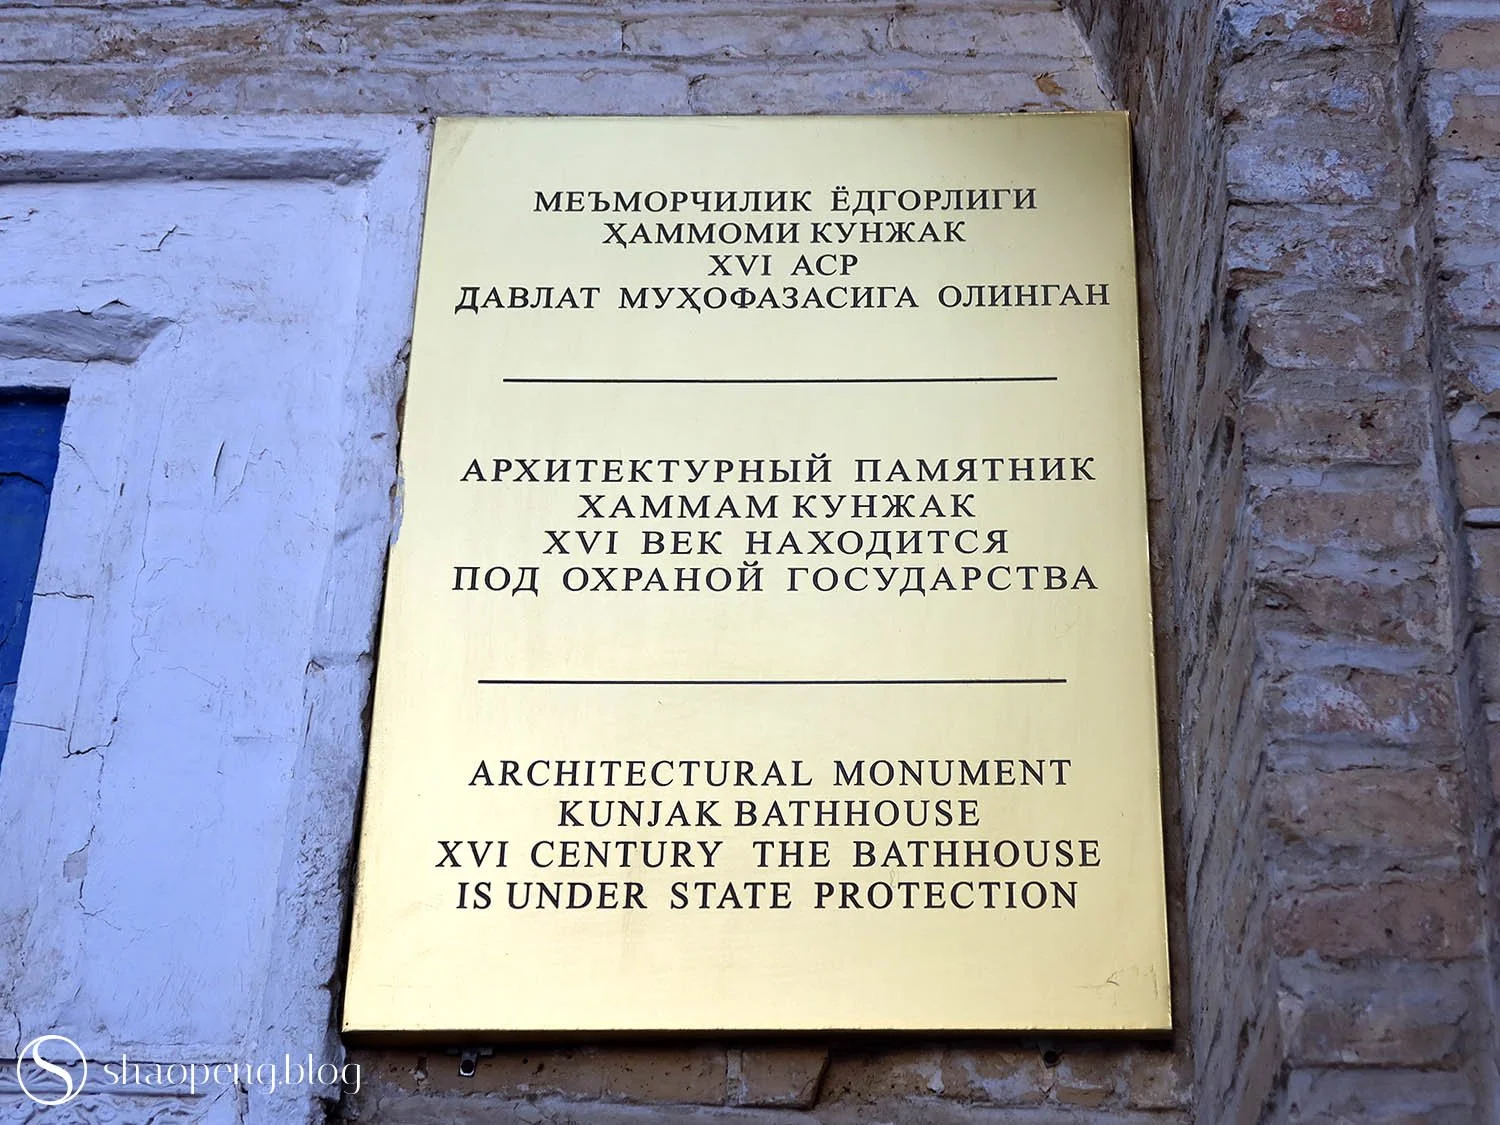 МЕЪМОРЧИЛИК ЁДГОРЛИГИ
ҲАММОМИ КУНЖАК
XVI АСР
ДАВЛАТ МУҲОФАЗАСИГА ОЛИНГАН
АРХИТЕКТУРНЫЙ ПАМЯТНИК
ХАММАМ КУНЖАК
XVI ВЕК НАХОДИТСЯ
ПОД ОХРАНОЙ ГОСУДАРСТВА
ARCHITECTURAL MONUMENT
KUNJAK BATHHOUSE
XVI CENTURY THE BATHHOUSE
IS UNDER STATE PROTECTION
shaopeng.blog